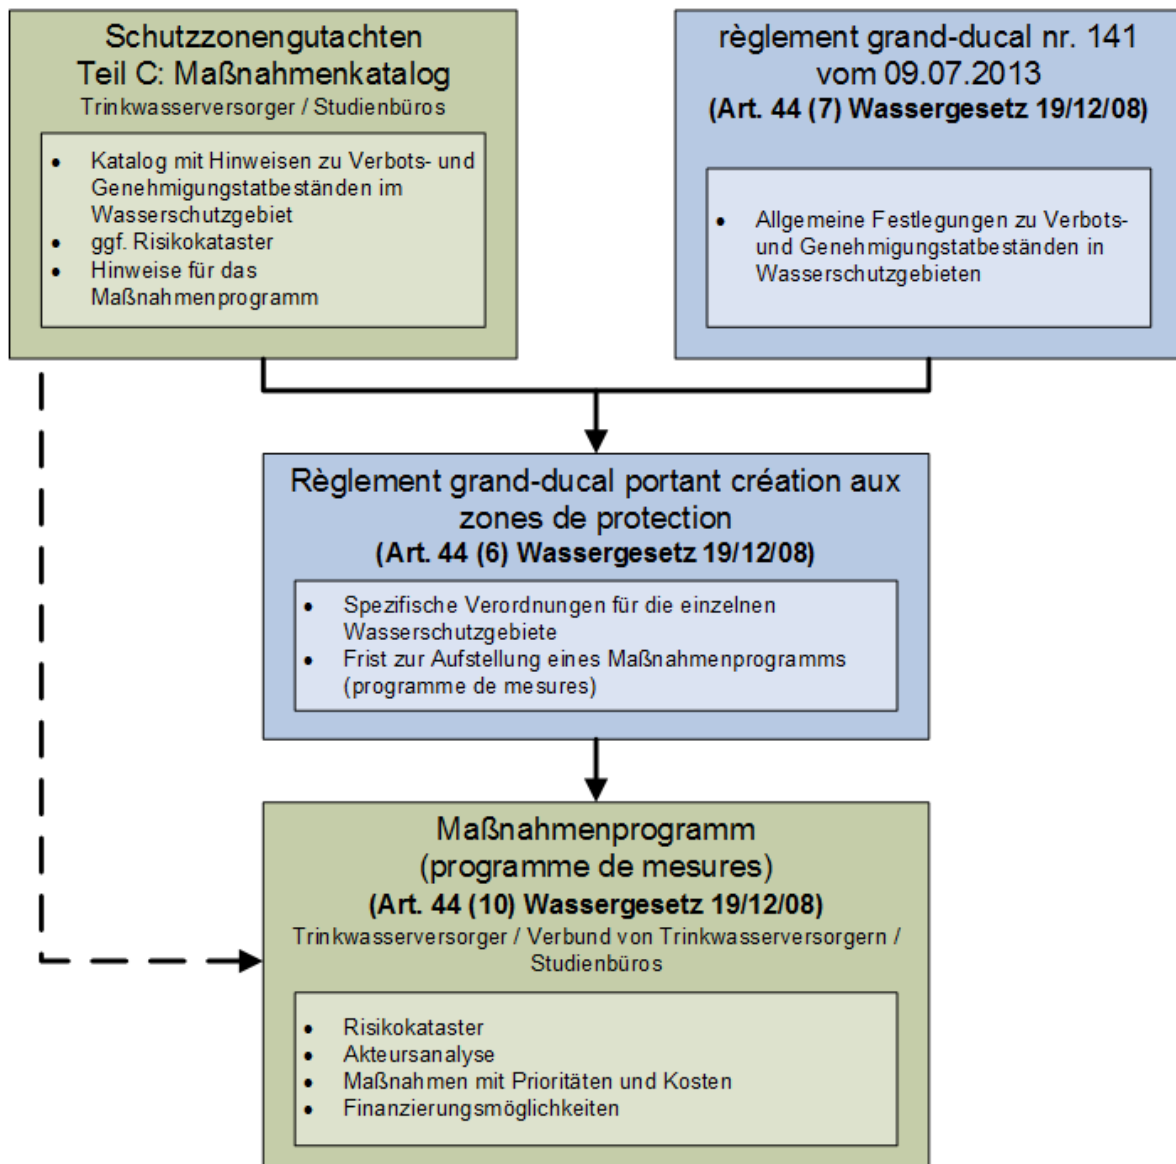 Schutzzonengutachten
Teil C: Maßnahmenkatalog
Trinkwasserversorger / Studienbüros
• Katalog mit Hinweisen zu Verbots- und
Genehmigungstatbeständen im
Wasserschutzgebiet
• ggf. Risikokataster
• Hinweise für das
Maßnahmenprogramm
règlement grand-ducal nr. 141
vom 09.07.2013
(Art. 44 (7) Wassergesetz 19/12/08)
• Allgemeine Festlegungen zu Verbots-
und Genehmigungstatbeständen in
Wasserschutzgebieten
Règlement grand-ducal portant création aux
zones de protection
(Art. 44 (6) Wassergesetz 19/12/08)
• Spezifische Verordnungen für die einzelnen
Wasserschutzgebiete
• Frist zur Aufstellung eines Maßnahmenprogramms
(programme de mesures)
Maßnahmenprogramm
(programme de mesures)
(Art. 44 (10) Wassergesetz 19/12/08)
Trinkwasserversorger / Verbund von Trinkwasserversorgern /
Studienbüros
• Risikokataster
• Akteursanalyse
• Maßnahmen mit Prioritäten und Kosten
• Finanzierungsmöglichkeiten